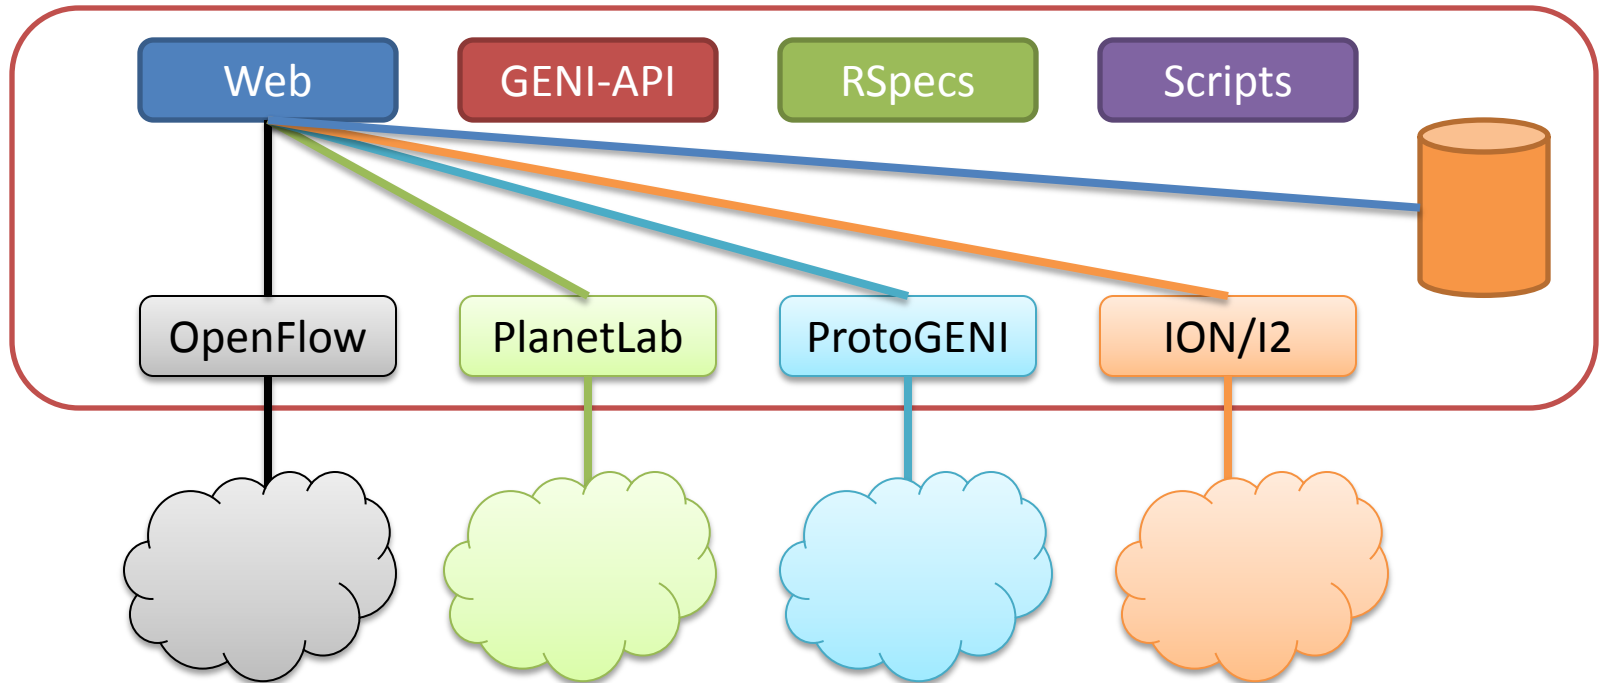 Web
GENI-API
RSpecs
Scripts
OpenFlow
PlanetLab
ProtoGENI
ION/I2